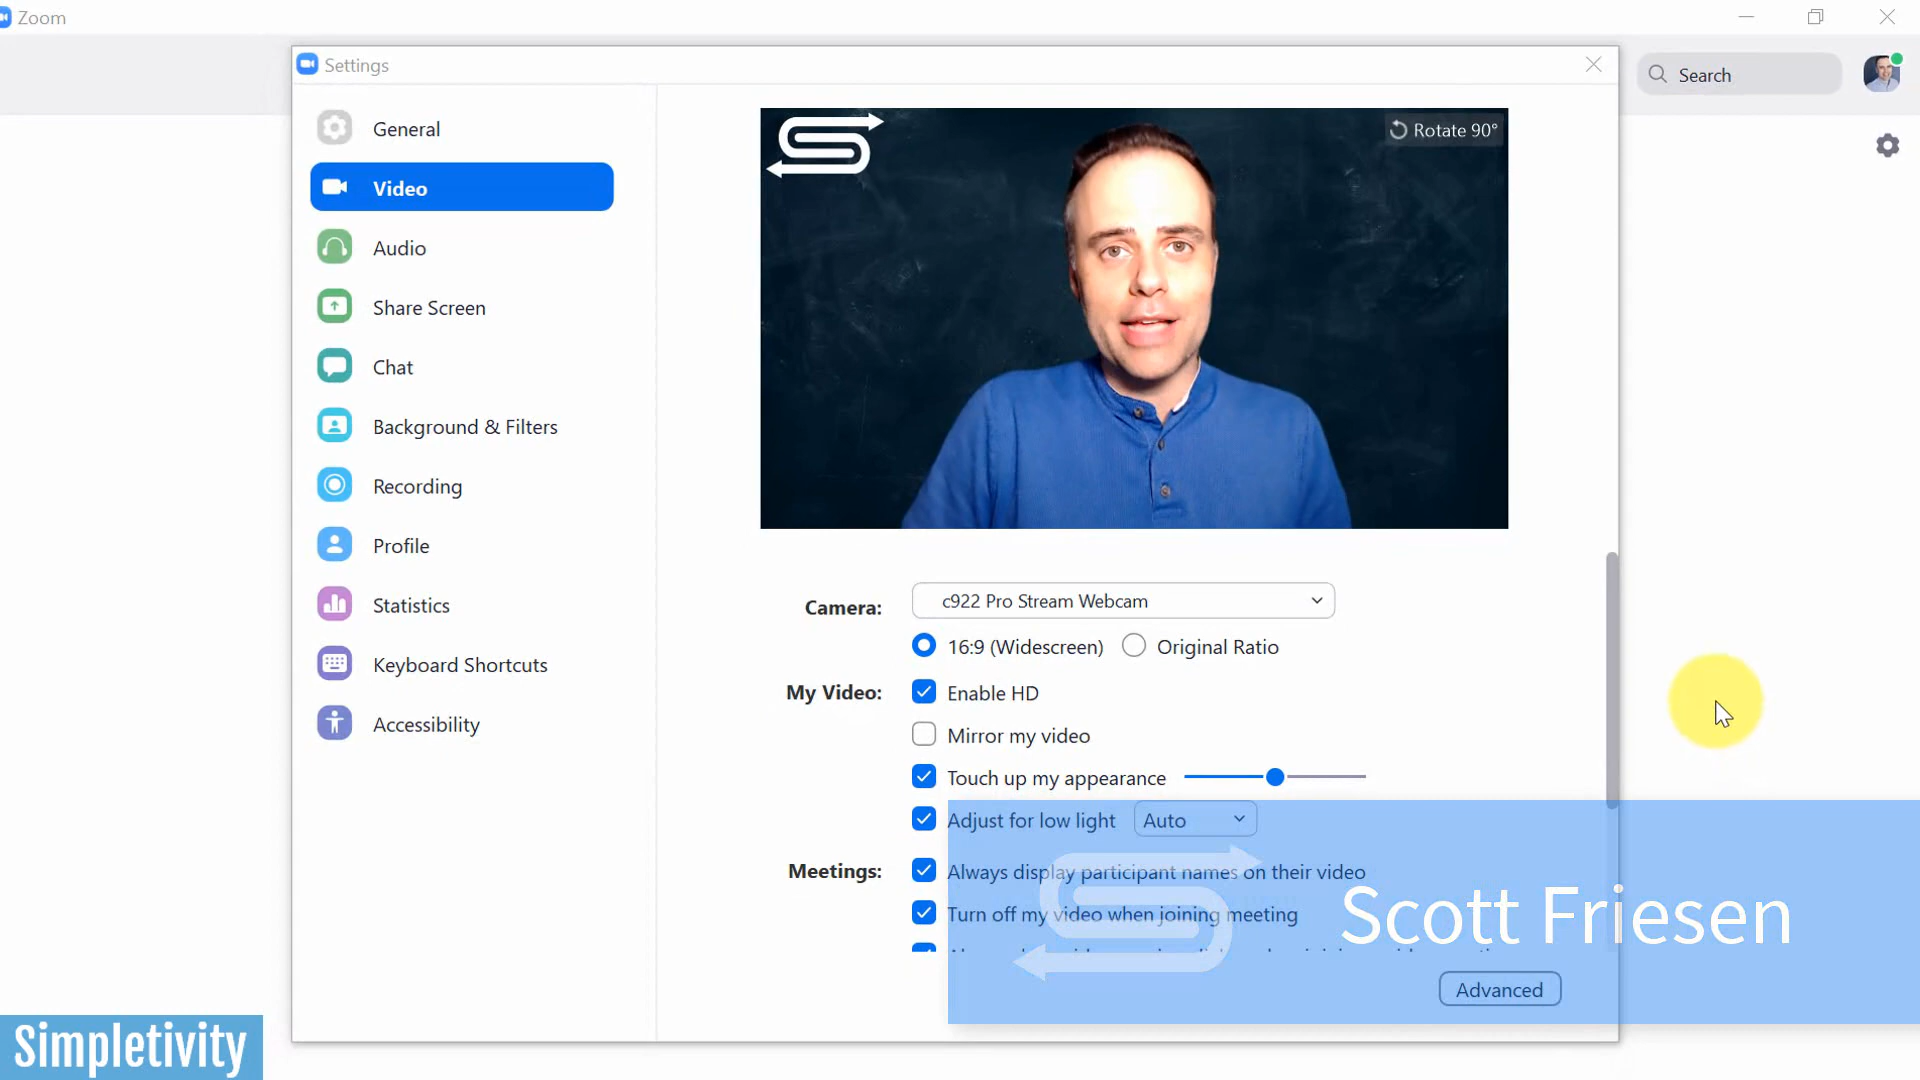 Zoom
Settings
Search
General
Video
Audio
Share Screen
Chat
Background & Filters
Recording
Profile
Statistics
Keyboard Shortcuts
Accessibility
Rotate 90°
Camera: c922 Pro Stream Webcam
16:9 (Widescreen) Original Ratio
My Video: Enable HD
Mirror my video
Touch up my appearance
Adjust for low light Auto
Meetings: Always display participant names on their video
Turn off my video when joining meeting
Advanced
Scott Friesen
Simpletivity